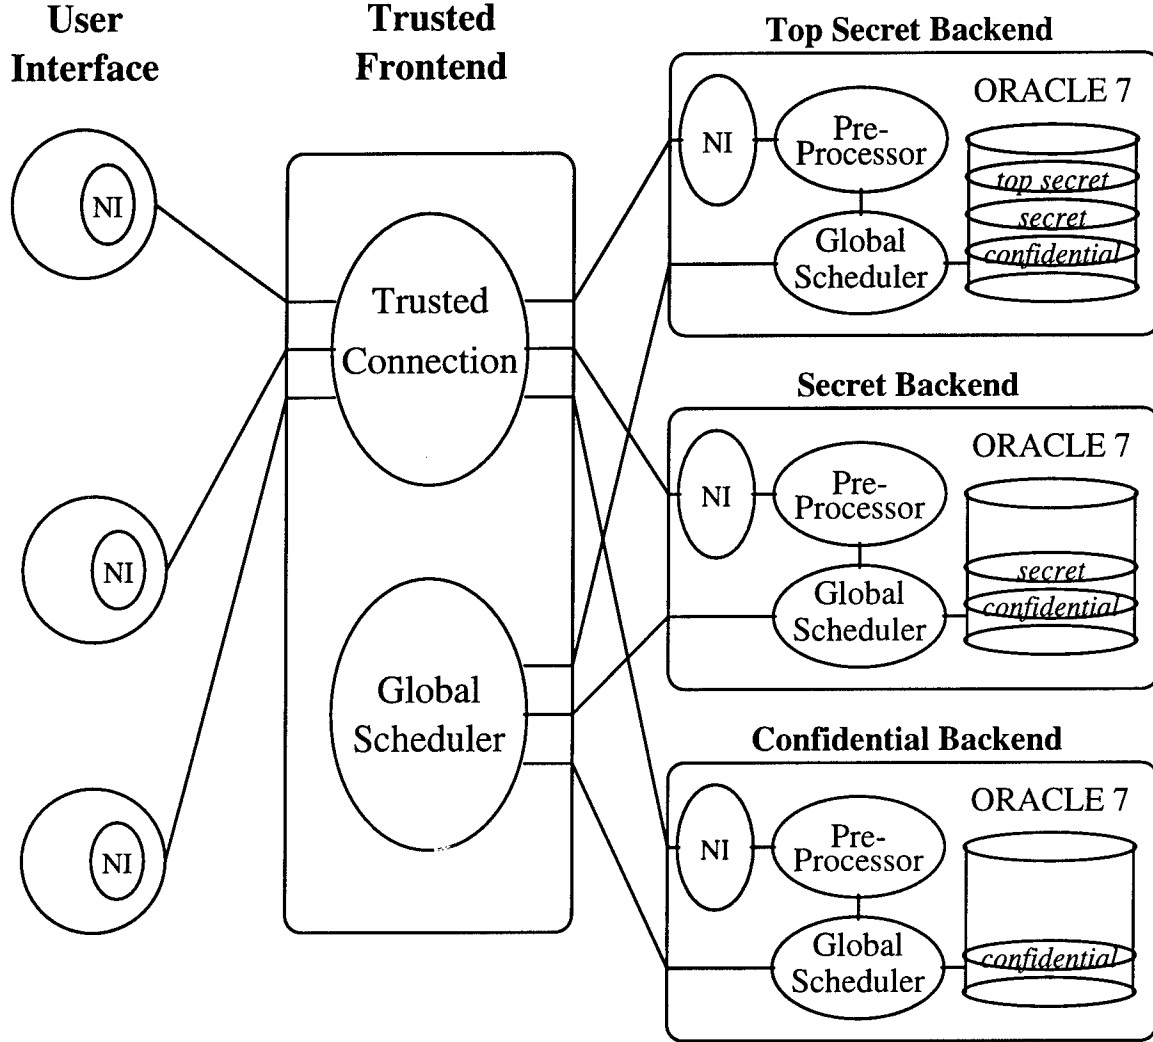 User
Interface
Trusted
Frontend
NI
NI
NI
Trusted
Connection
Global
Scheduler
Top Secret Backend
NI
Pre-
Processor
Global
Scheduler
ORACLE 7
top secret
secret
confidential
Secret Backend
NI
Pre-
Processor
Global
Scheduler
ORACLE 7
secret
confidential
Confidential Backend
NI
Pre-
Processor
Global
Scheduler
ORACLE 7
confidential